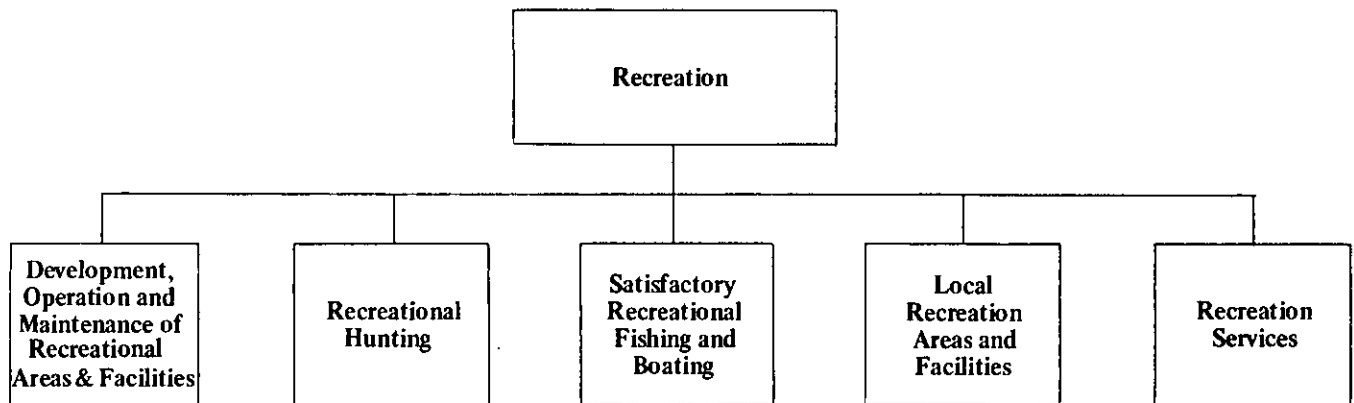 Recreation
Development,
Operation and
Maintenance of
Recreational
Areas & Facilities
Recreational
Hunting
Satisfactory
Recreational
Fishing and
Boating
Local
Recreation
Areas and
Facilities
Recreation
Services